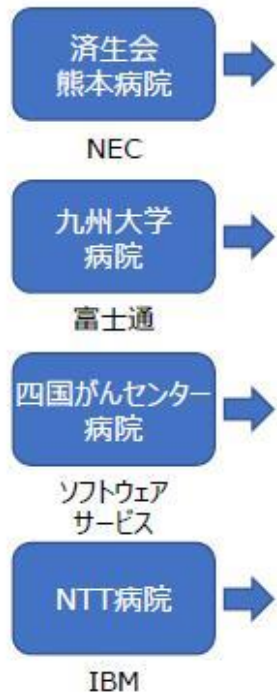 済生会
熊本病院
NEC
九州大学
病院
富士通
四国がんセンター
病院
ソフトウェア
サービス
NTT病院
IBM